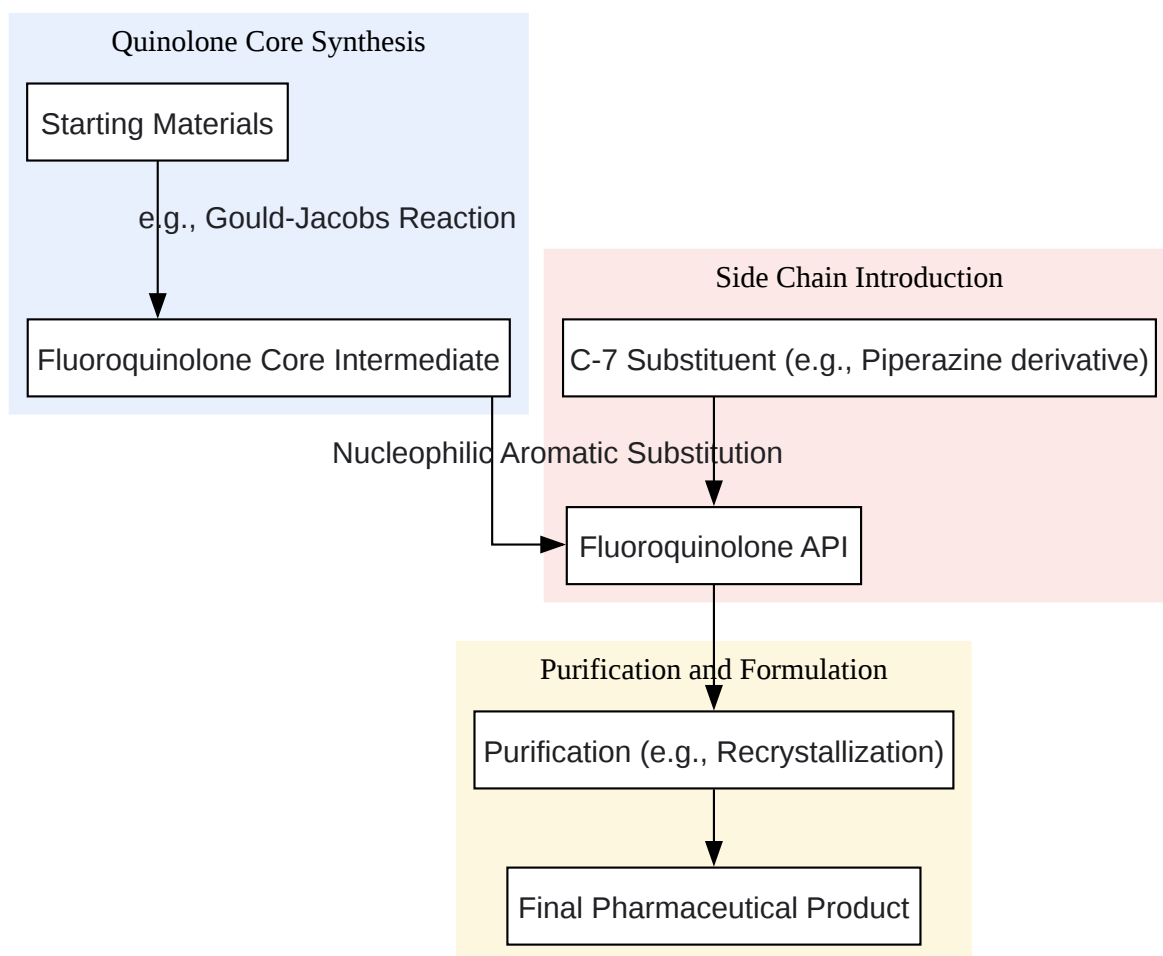 Quinolone Core Synthesis
Starting Materials
e.g., Gould-Jacobs Reaction
Side Chain Introduction
Fluoroquinolone Core Intermediate
C-7 Substituent (e.g., Piperazine derivative)
Nucleophilic Aromatic Substitution
Fluoroquinolone API
Purification and Formulation
Purification (e.g., Recrystallization)
Final Pharmaceutical Product